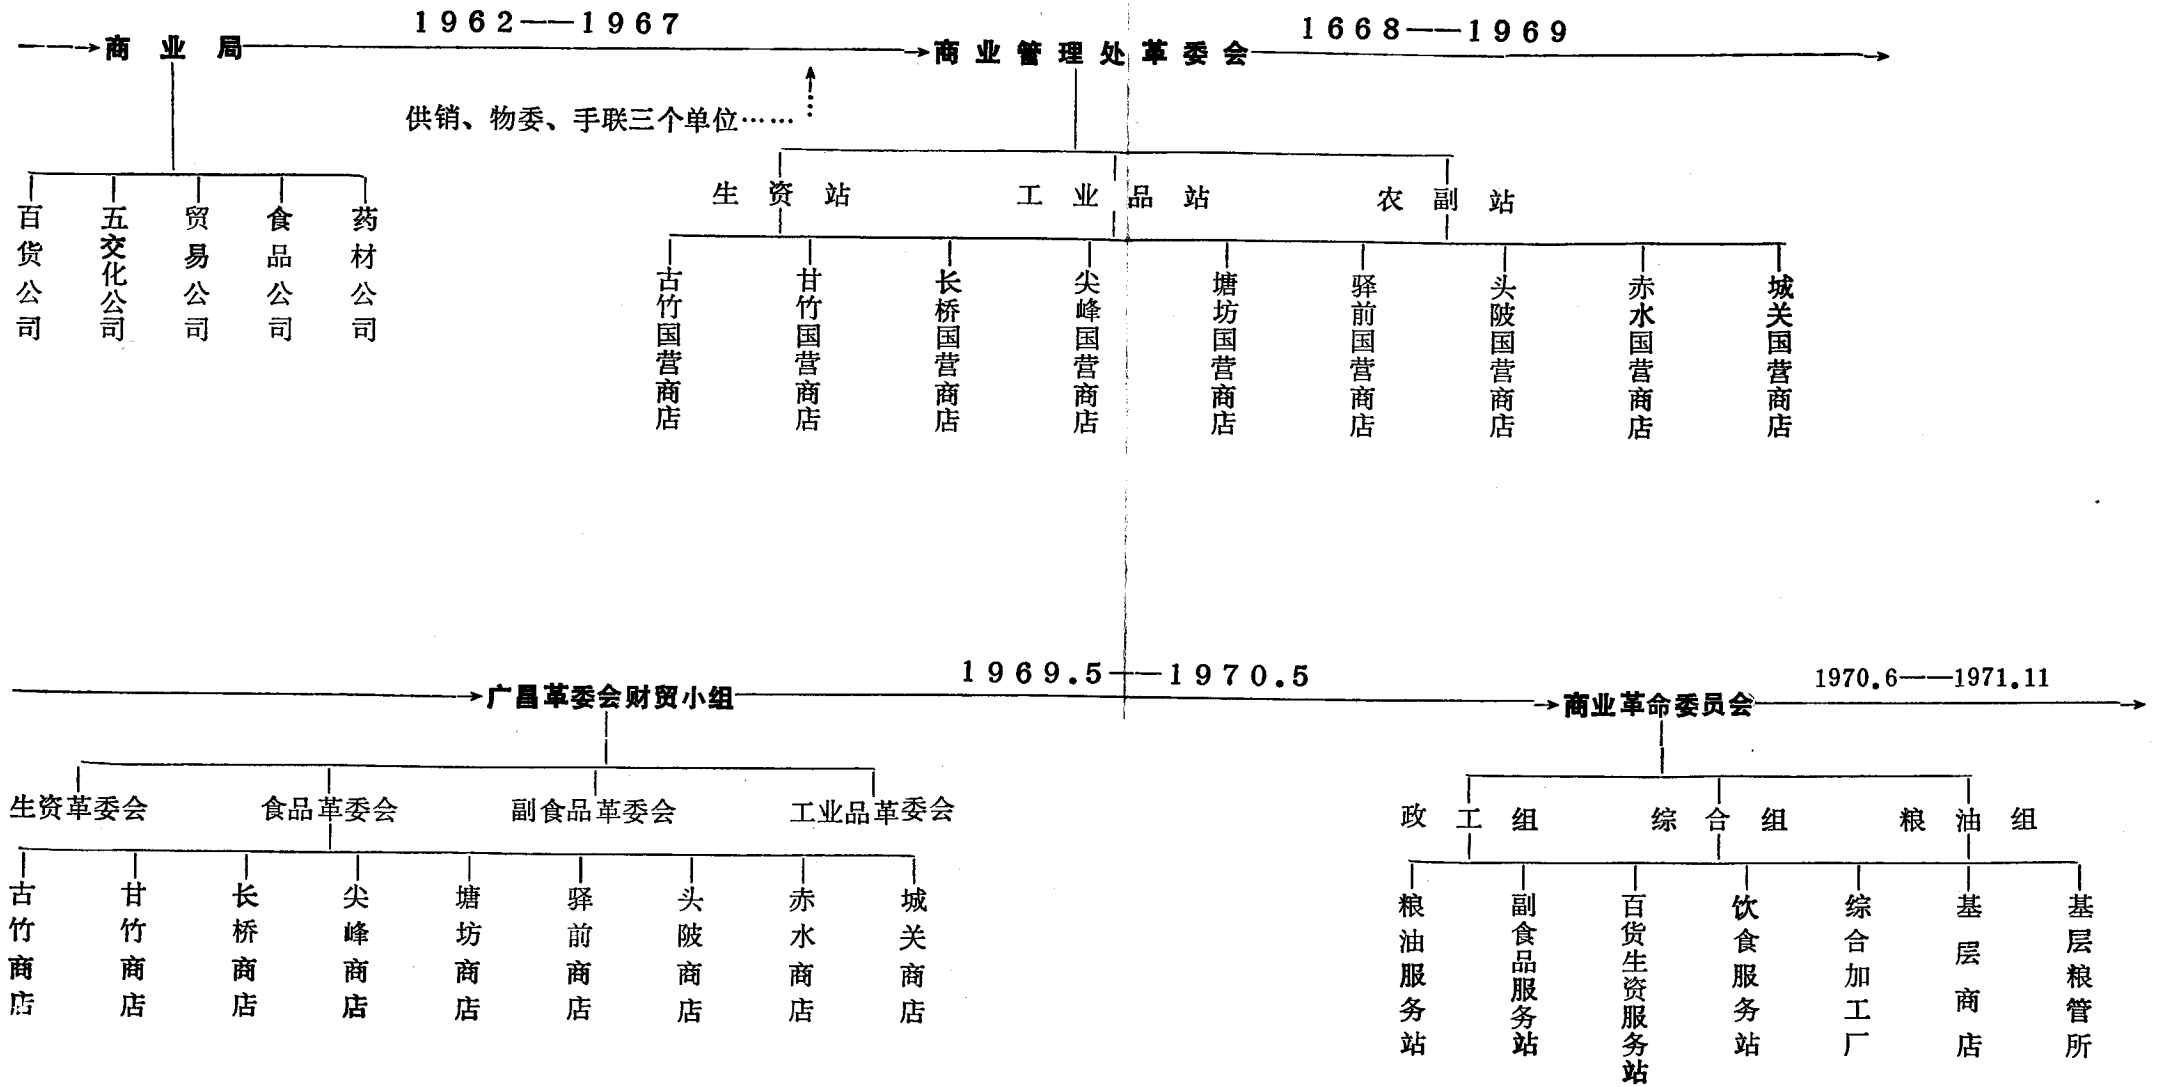 1962——1967
1668——1969
商业局
商业管理处革委会
供销、物委、手联三个单位……
生资站
工业品站
农副站
百货公司
五交化公司
贸易公司
食品公司
药材公司
古竹国营商店
甘竹国营商店
长桥国营商店
尖峰国营商店
塘坊国营商店
驿前国营商店
头陂国营商店
赤水国营商店
城关国营商店
1969.5——1970.5
1970.6——1971.11
广昌革委会财贸小组
商业革命委员会
生资革委会
食品革委会
副食品革委会
工业品革委会
政工组
综合组
粮油组
古竹商店
甘竹商店
长桥商店
尖峰商店
塘坊商店
驿前商店
头陂商店
赤水商店
城关商店
粮油服务站
副食品服务站
百货生资服务站
饮食服务站
综合加工厂
基层商店
基层粮管所